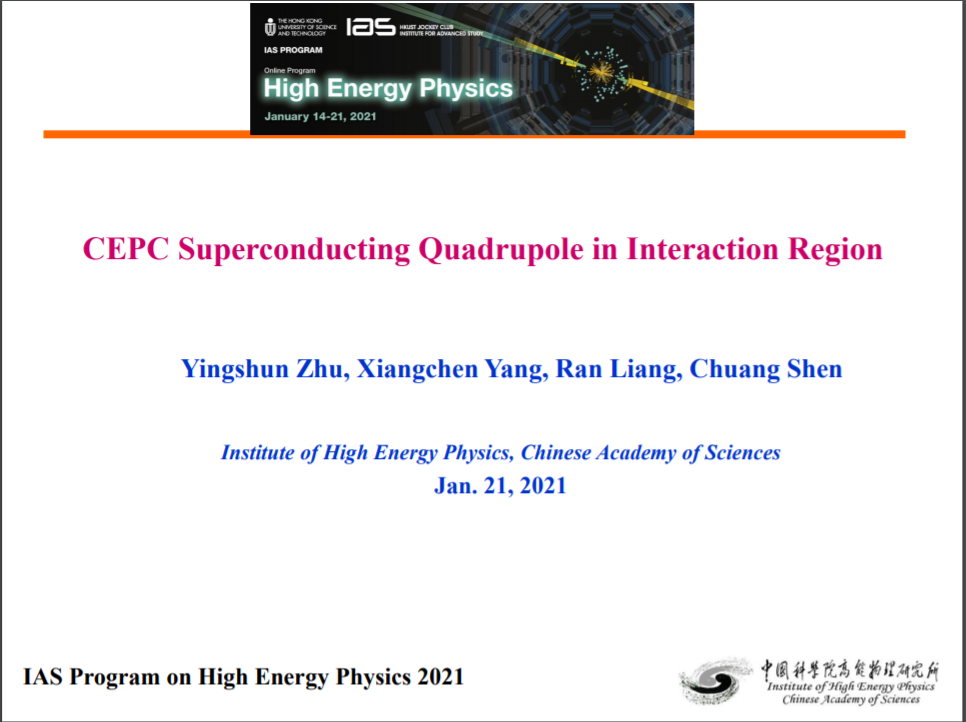 THE HONG KONG
UNIVERSITY OF SCIENCE
AND TECHNOLOGY
IAS
HKUST JOCKEY CLUB
INSTITUTE FOR ADVANCED STUDY
IAS PROGRAM
Online Program
High Energy Physics
January 14-21, 2021
CEPC Superconducting Quadrupole in Interaction Region
Yingshun Zhu, Xiangchen Yang, Ran Liang, Chuang Shen
Institute of High Energy Physics, Chinese Academy of Sciences
Jan. 21, 2021
IAS Program on High Energy Physics 2021
中国科学院高能物理研究所
Institute of High Energy Physics
Chinese Academy of Sciences